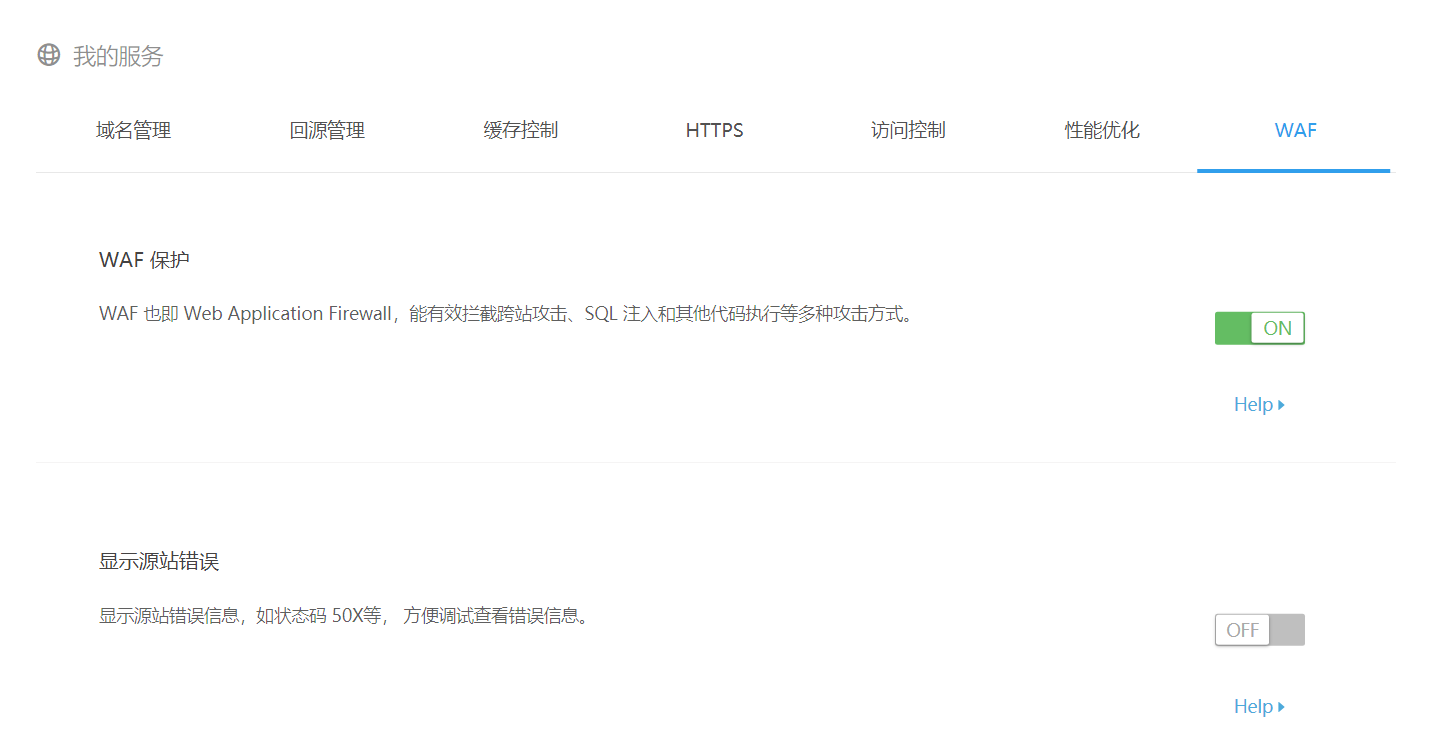 我的服务
域名管理 回源管理 缓存控制 HTTPS 访问控制 性能优化 WAF
WAF 保护
WAF 也即 Web Application Firewall，能有效拦截跨站攻击、SQL 注入和其他代码执行等多种攻击方式。
ON
Help
显示源站错误
显示源站错误信息，如状态码 50X等， 方便调试查看错误信息。
OFF
Help